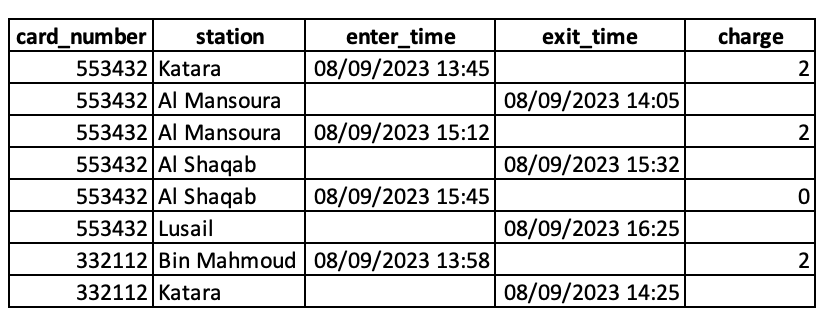 card_number station enter_time exit_time charge
553432 Katara 08/09/2023 13:45 2
553432 Al Mansoura 08/09/2023 14:05
553432 Al Mansoura 08/09/2023 15:12 2
553432 Al Shaqab 08/09/2023 15:32
553432 Al Shaqab 08/09/2023 15:45 0
553432 Lusail 08/09/2023 16:25
332112 Bin Mahmoud 08/09/2023 13:58 2
332112 Katara 08/09/2023 14:25